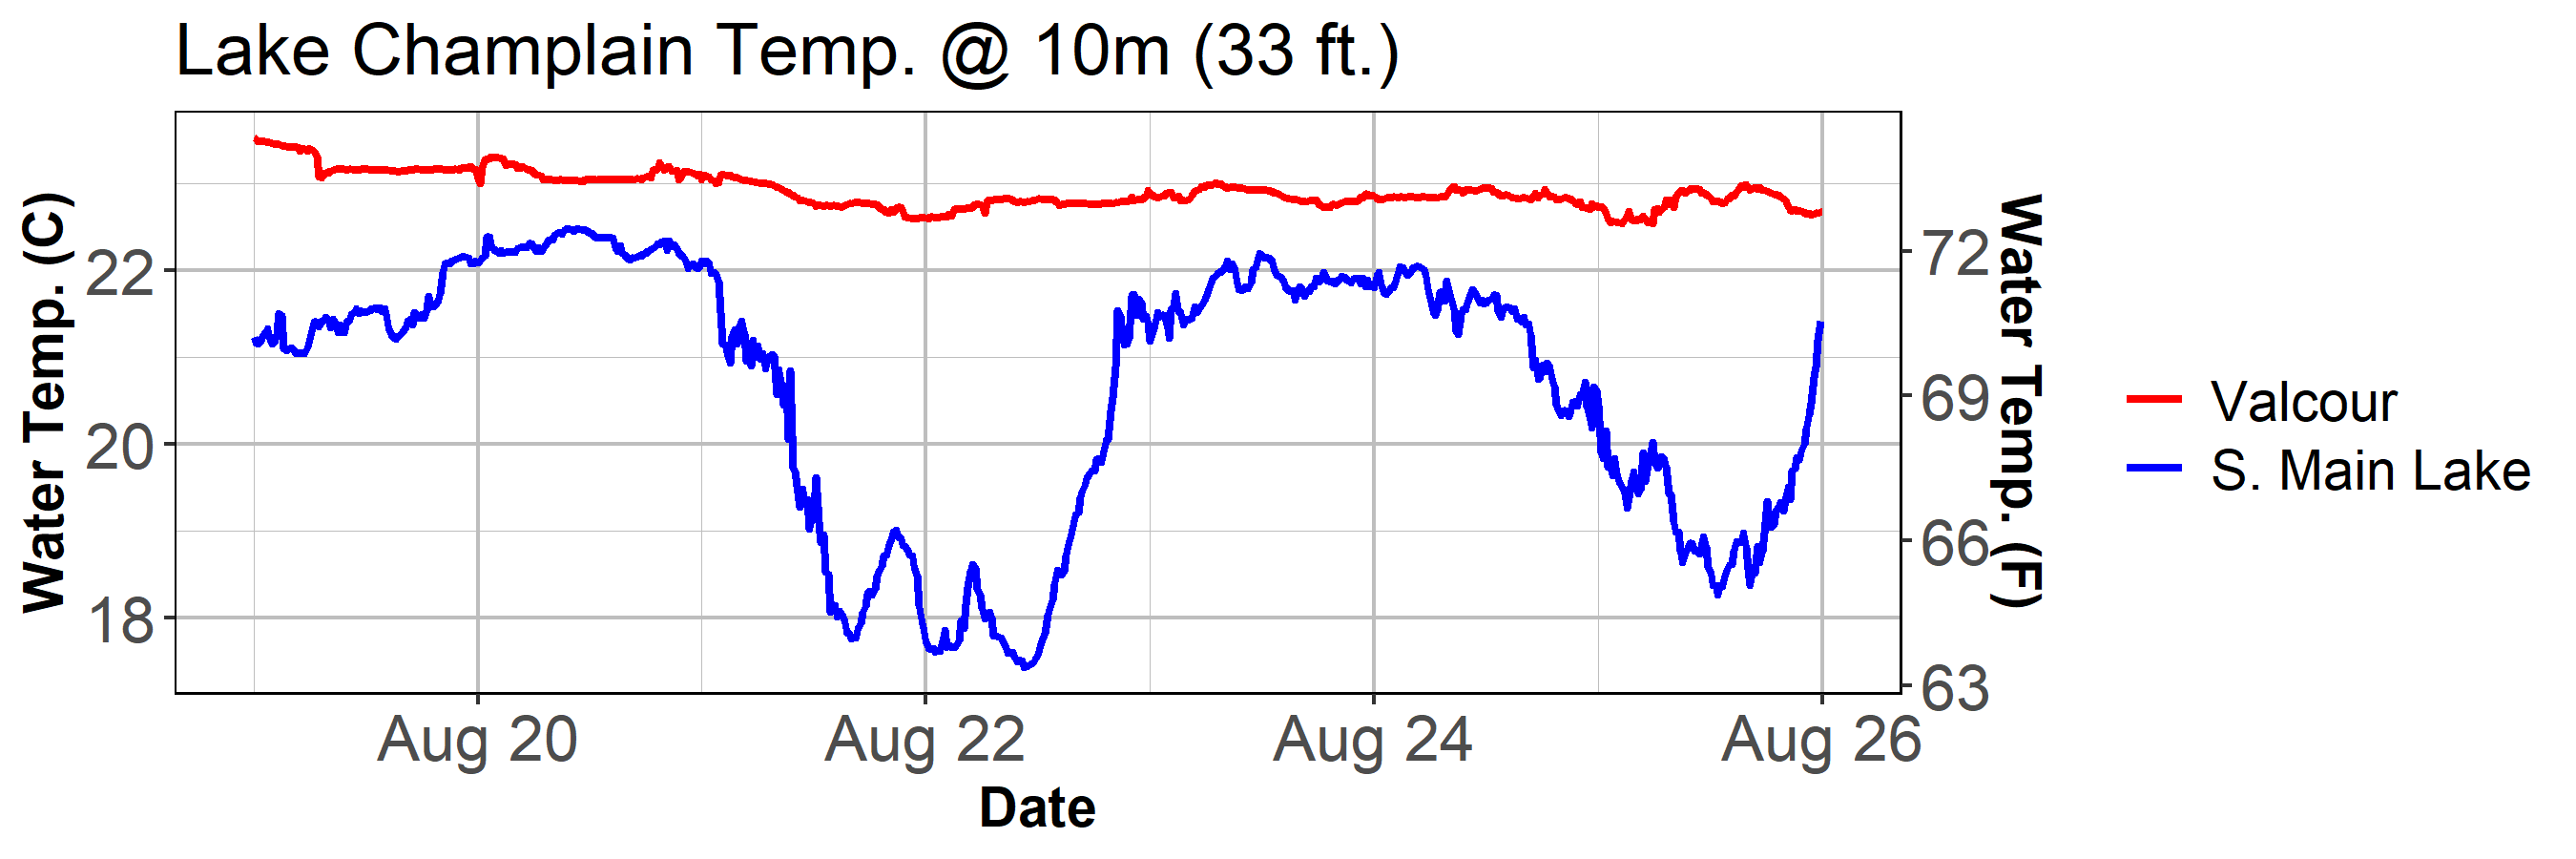 Lake Champlain Temp. @ 10m (33 ft.)
Water Temp. (C)
22
20
18
72
69
66
63
Water Temp. (F)
Aug 20
Aug 22
Aug 24
Aug 26
Date
Valcour
S. Main Lake